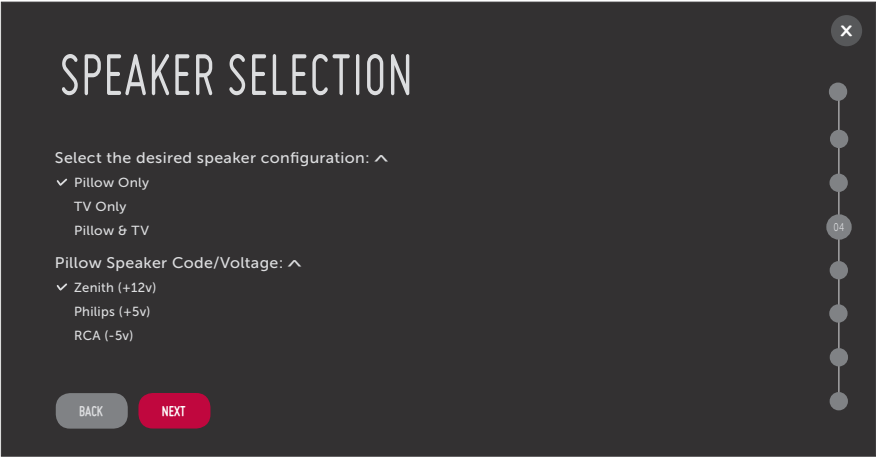 X
SPEAKER SELECTION
Select the desired speaker configuration:
Pillow Only
TV Only
Pillow & TV
04
Pillow Speaker Code/Voltage:
Zenith (+12v)
Philips (+5v)
RCA (-5v)
BACK
NEXT